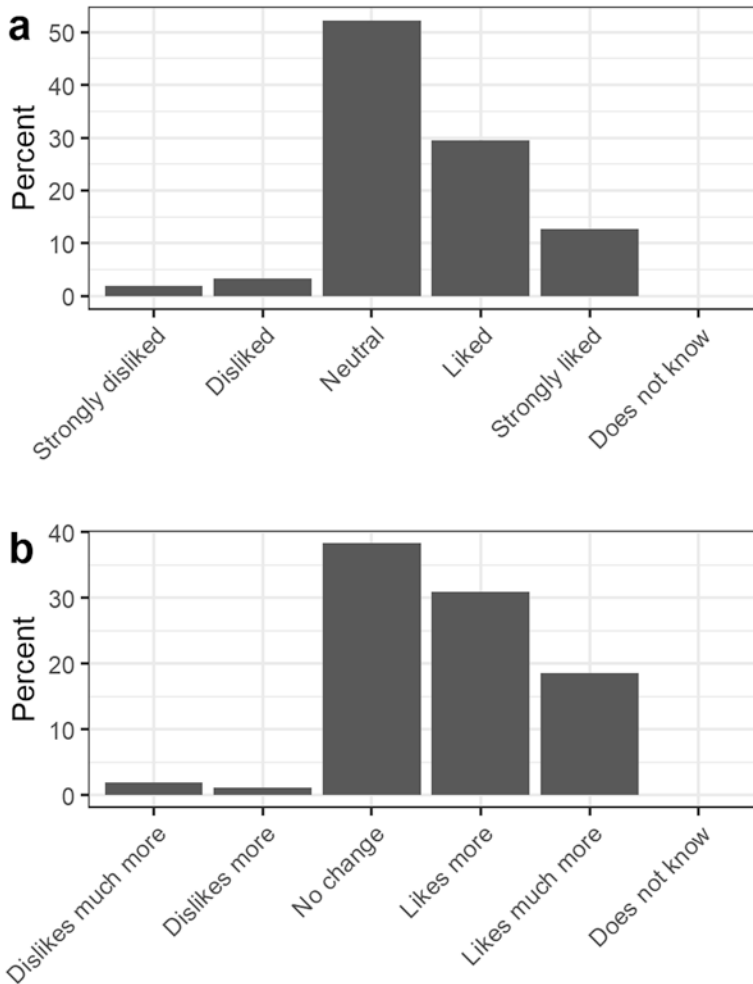 a
Percent
50
40
30
20
10
0
Strongly disliked
Disliked
Neutral
Liked
Strongly liked
Does not know
b
Percent
40
30
20
10
0
Dislikes much more
Dislikes more
No change
Likes more
Likes much more
Does not know